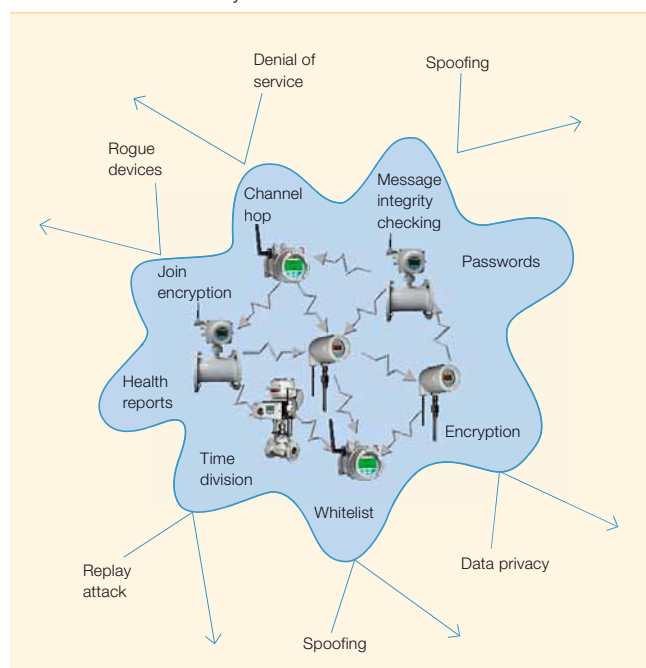 Denial of
service
Spoofing
Rogue
devices
Channel
hop
Message
integrity
checking
Passwords
Join
encryption
Health
reports
Encryption
Time
division
Whitelist
Data privacy
Replay
attack
Spoofing